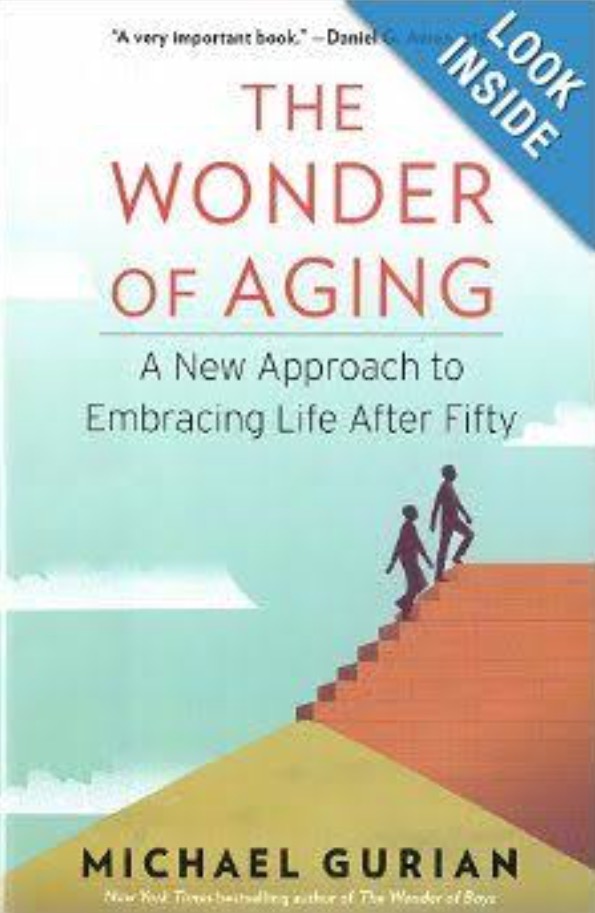 "A very important book." —Daniel G.
LOOK
INSIDE
THE
WONDER
OF AGING
A New Approach to
Embracing Life After Fifty
MICHAEL GURIAN
New York Times bestselling author of The Wonder of Boys